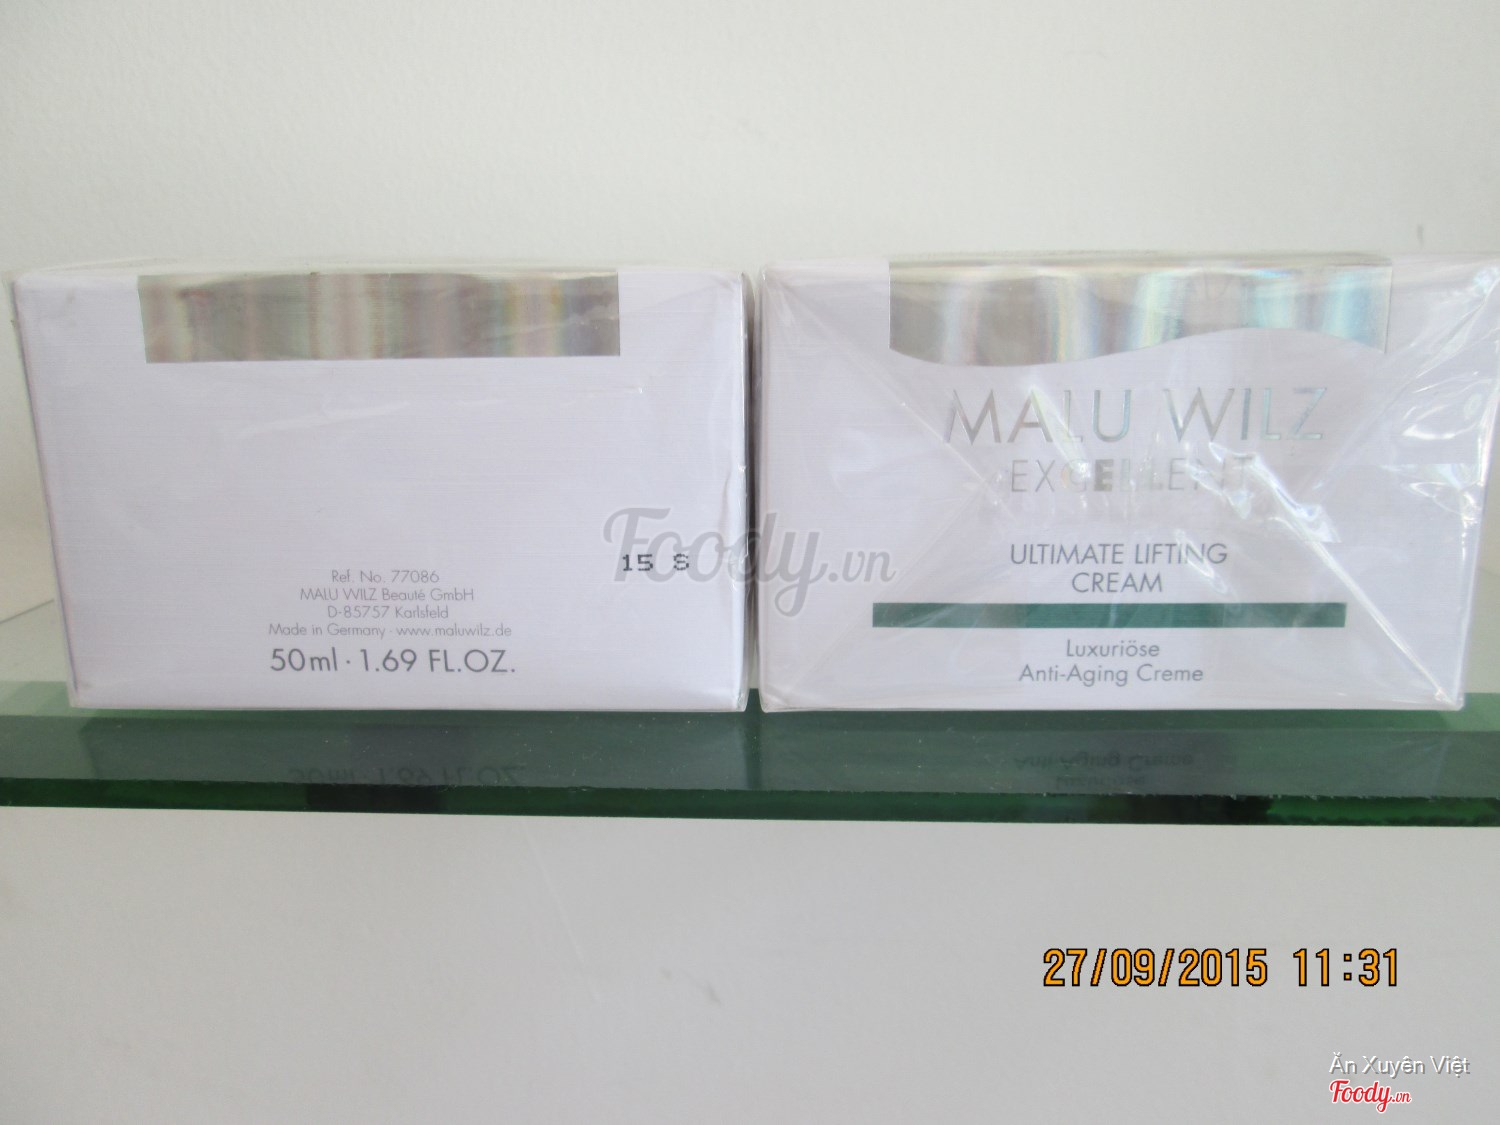 Ref. No. 77086
MALU WILZ Beauté GmbH
D-85757 Karlsfeld
Made in Germany · www.maluwilz.de
50ml · 1.69 FL.OZ.
15 S
MALU WILZ
EXCELLENT
ULTIMATE LIFTING
CREAM
Luxuriöse
Anti-Aging Creme
Foody.vn
27/09/2015 11:31
Ăn Xuyên Việt
Foody.vn